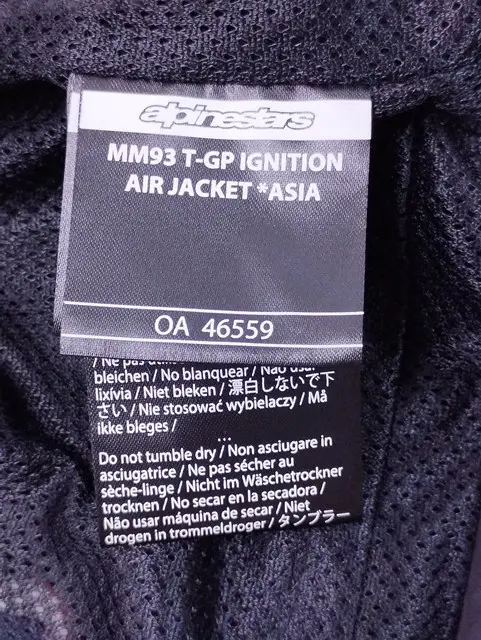 alpinestars
MM93 T-GP IGNITION
AIR JACKET *ASIA
OA 46559
bleichen / No blanquear / Não usar
lixívia / Niet bleken / 漂白しないで下
さい / Nie stosować wybielaczy / Må
ikke bleges /
...
Do not tumble dry / Non asciugare in
asciugatrice / Ne pas sécher au
sèche-linge / Nicht im Wäschetrockner
trocknen / No secar en la secadora /
Não usar máquina de secar / Niet
drogen in trommeldroger / タンブラー